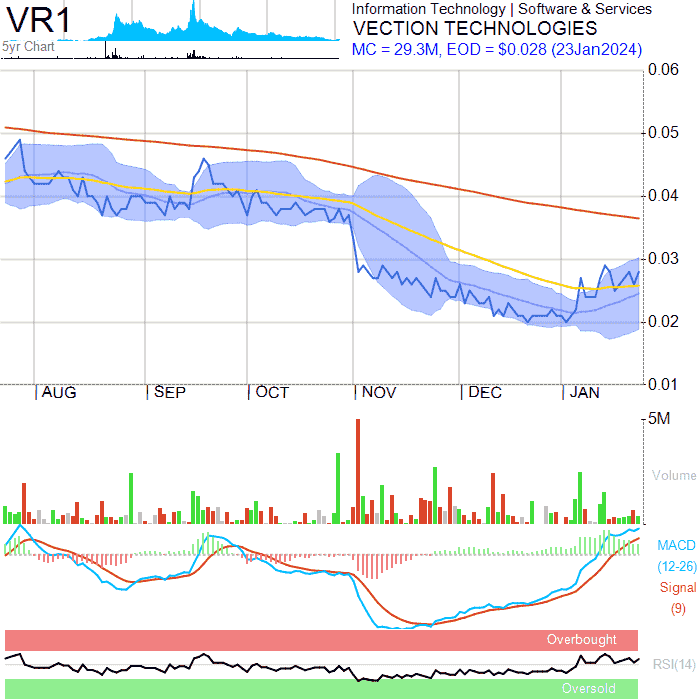 VR1
5yr Chart
Information Technology | Software & Services
VECTION TECHNOLOGIES
MC = 29.3M, EOD = $0.028 (23Jan2024)
0.06
0.05
0.04
0.03
0.02
0.01
| AUG | SEP | OCT | NOV | DEC | JAN
5M
Volume
MACD
(12-26)
Signal
(9)
Overbought
RSI(14)
Oversold